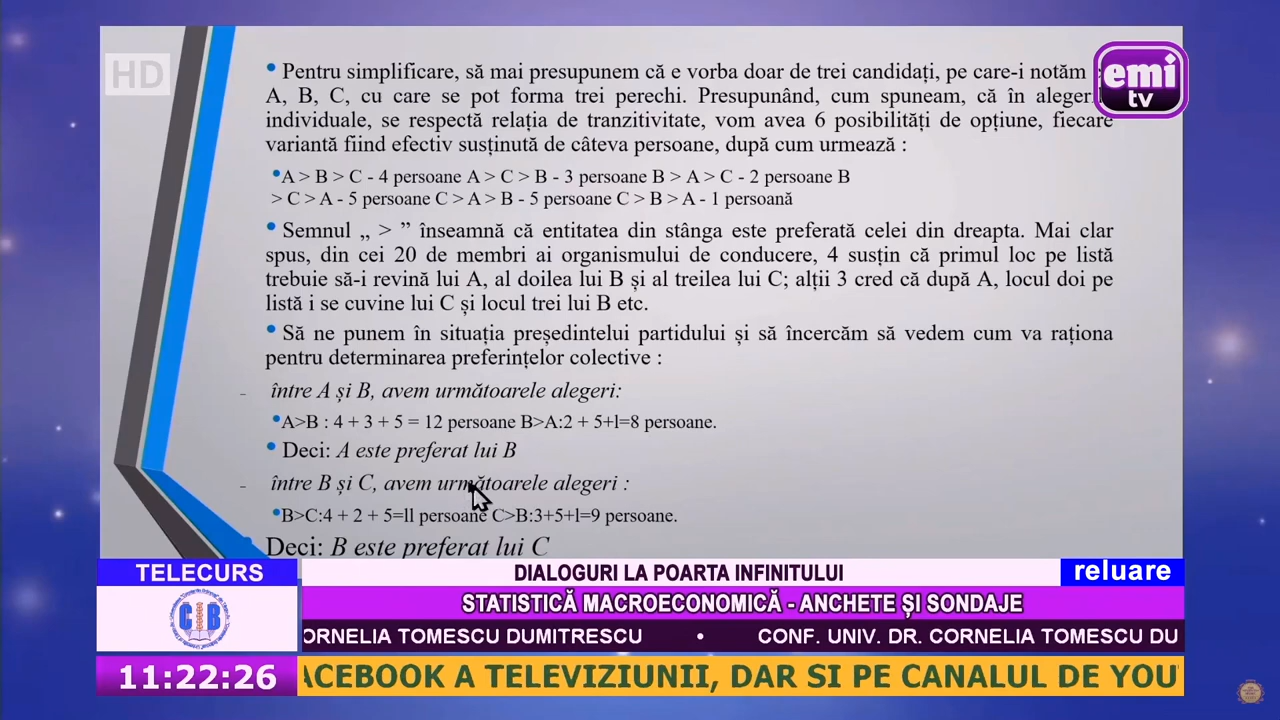 HD
emi
tv
• Pentru simplificare, să mai presupunem că e vorba doar de trei candidați, pe care-i notăm
A, B, C, cu care se pot forma trei perechi. Presupunând, cum spuneam, că în
individuale, se respectă relația de tranzitivitate, vom avea 6 posibilități de opțiune, fiecare
variantă fiind efectiv susținută de câteva persoane, după cum urmează :
• A > B > C - 4 persoane A > C > B - 3 persoane B > A > C - 2 persoane B
> C > A - 5 persoane C > A > B - 5 persoane C > B > A - 1 persoană
• Semnul „ > ” înseamnă că entitatea din stânga este preferată celei din dreapta. Mai clar
spus, din cei 20 de membri ai organismului de conducere, 4 susțin că primul loc pe listă
trebuie să-i revină lui A, al doilea lui B și al treilea lui C; alții 3 cred că după A, locul doi pe
listă i se cuvine lui C și locul trei lui B etc.
• Să ne punem în situația președintelui partidului și să încercăm să vedem cum va raționa
pentru determinarea preferințelor colective :
- între A și B, avem următoarele alegeri:
• A>B : 4 + 3 + 5 = 12 persoane B>A:2 + 5+l=8 persoane.
• Deci: A este preferat lui B
- între B și C, avem următoarele alegeri :
• B>C:4 + 2 + 5=ll persoane C>B:3+5+l=9 persoane.
Deci: B este preferat lui C
TELECURS
DIALOGURI LA POARTA INFINITULUI
reluare
CIB
STATISTICĂ MACROECONOMICĂ - ANCHETE ȘI SONDAJE
ORNELIA TOMESCU DUMITRESCU • CONF. UNIV. DR. CORNELIA TOMESCU DU
11:22:26
ACEBOOK A TELEVIZIUNII, DAR SI PE CANALUL DE YOU